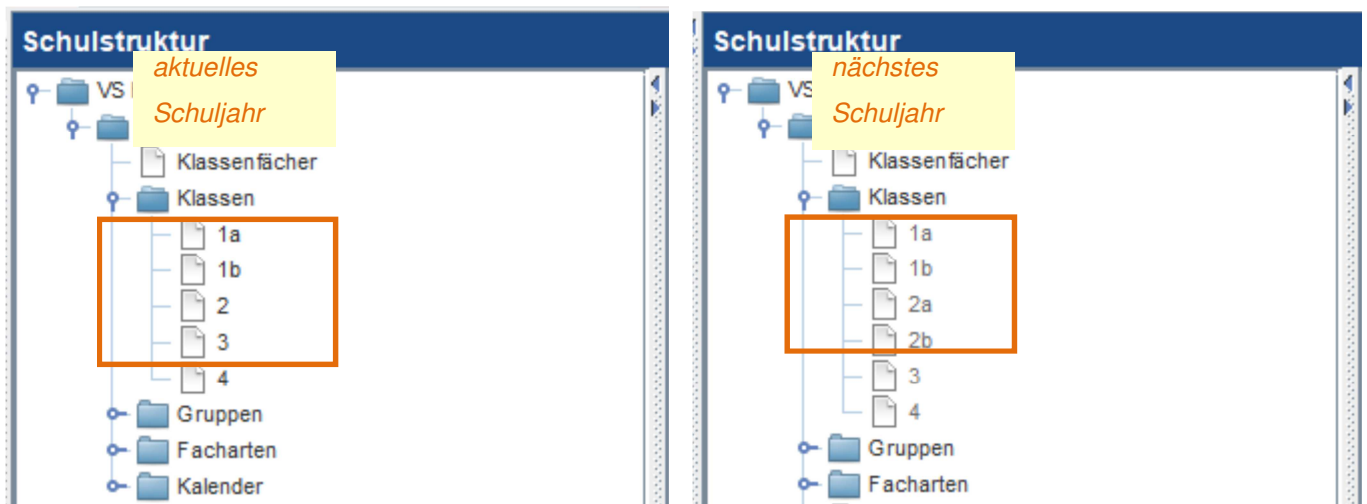 Schulstruktur
aktuelles
Schuljahr
VS
Klassenfächer
Klassen
1a
1b
2
3
4
Gruppen
Facharten
Kalender
Schulstruktur
nächstes
Schuljahr
VS
Klassenfächer
Klassen
1a
1b
2a
2b
3
4
Gruppen
Facharten